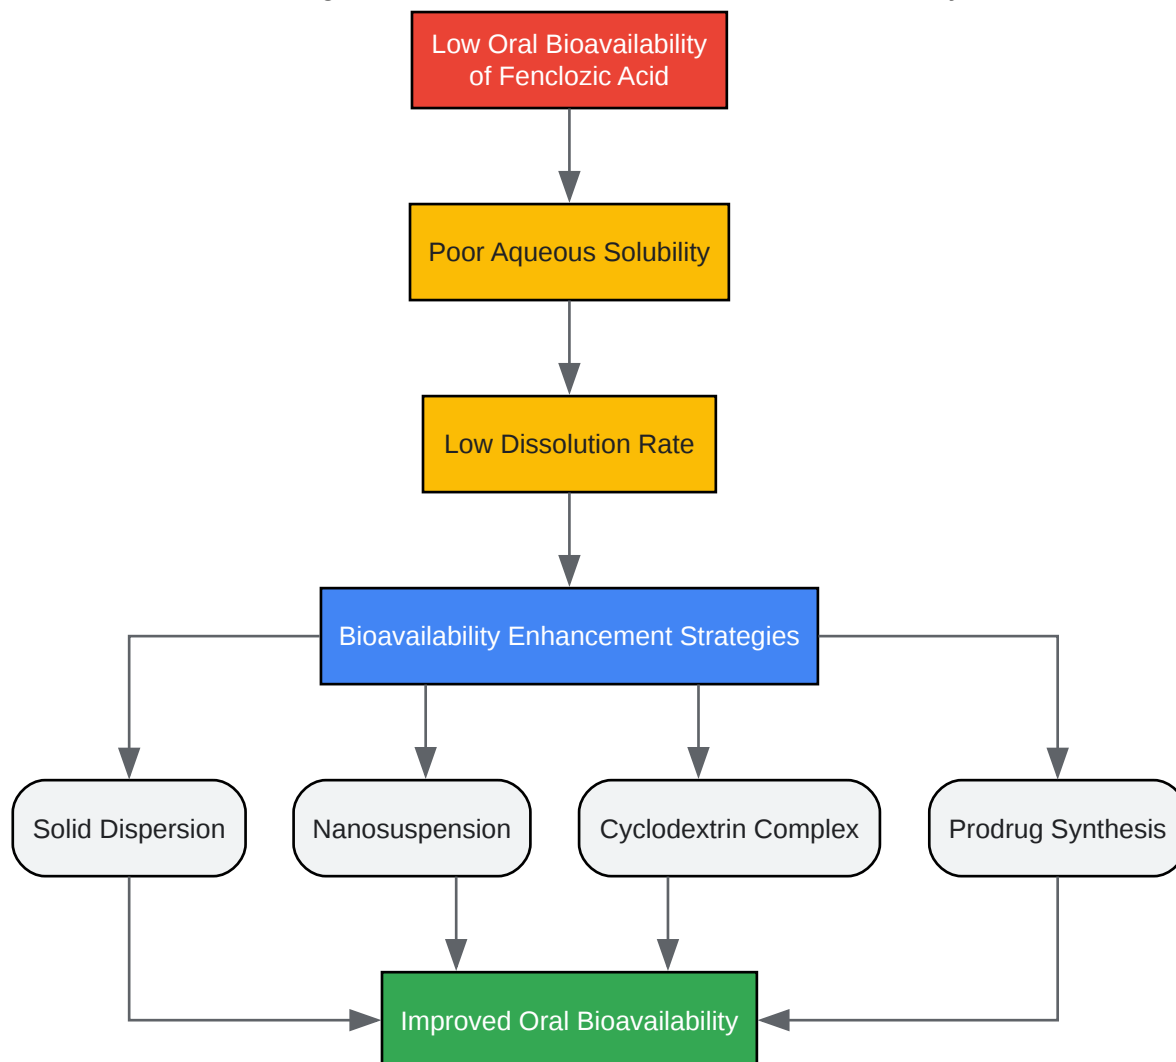 Low Oral Bioavailability
of Fenclozic Acid
Poor Aqueous Solubility
Low Dissolution Rate
Bioavailability Enhancement Strategies
Solid Dispersion
Nanosuspension
Cyclodextrin Complex
Prodrug Synthesis
Improved Oral Bioavailability